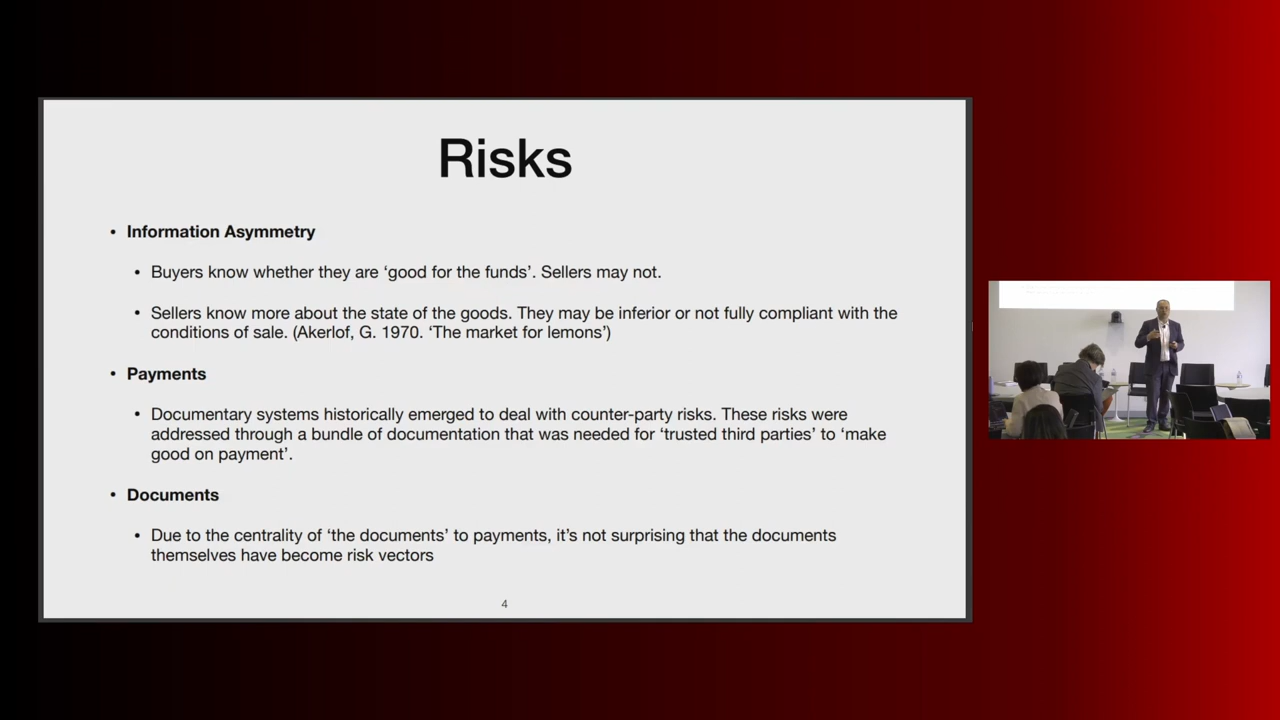 Risks
• Information Asymmetry
• Buyers know whether they are ‘good for the funds’. Sellers may not.
• Sellers know more about the state of the goods. They may be inferior or not fully compliant with the
conditions of sale. (Akerlof, G. 1970. ‘The market for lemons’)
• Payments
• Documentary systems historically emerged to deal with counter-party risks. These risks were
addressed through a bundle of documentation that was needed for ‘trusted third parties’ to ‘make
good on payment’.
• Documents
• Due to the centrality of ‘the documents’ to payments, it’s not surprising that the documents
themselves have become risk vectors
4